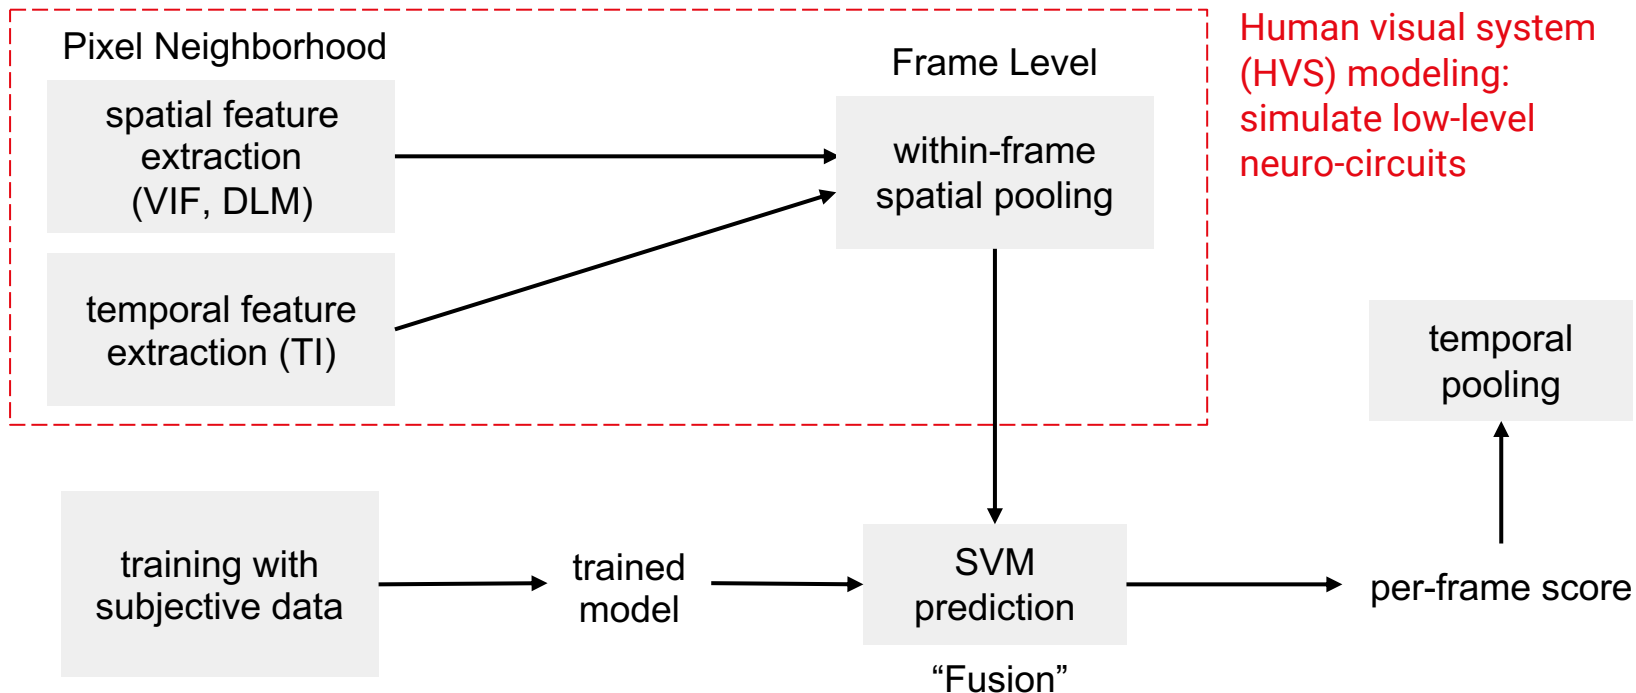 Pixel Neighborhood
spatial feature
extraction
(VIF, DLM)
temporal feature
extraction (TI)
Frame Level
within-frame
spatial pooling
Human visual system
(HVS) modeling:
simulate low-level
neuro-circuits
temporal
pooling
training with
subjective data
trained
model
SVM
prediction
“Fusion”
per-frame score